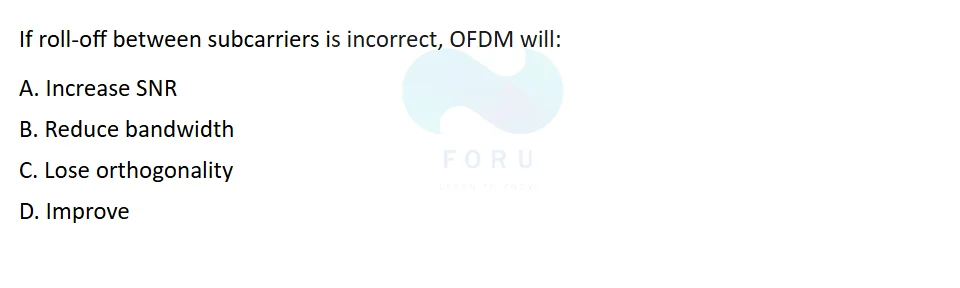 If roll-off between subcarriers is incorrect, OFDM will:
A. Increase SNR
B. Reduce bandwidth
C. Lose orthogonality
FORU
D. Improve